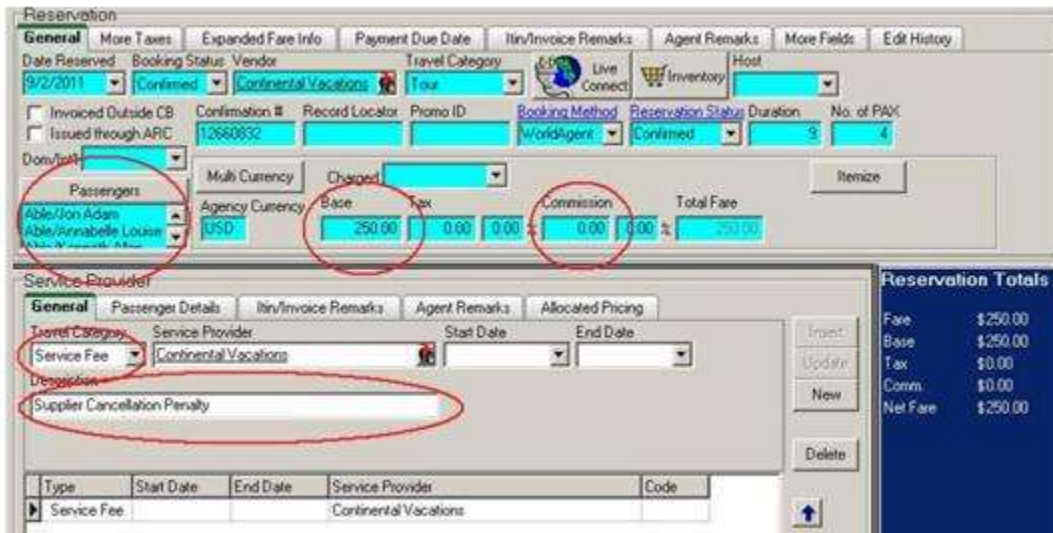 Reservation
General More Taxes Expanded Fare Info Payment Due Date Itin/Invoice Remarks Agent Remarks More Fields Edit History
Date Reserved Booking Status Vendor Travel Category Live Connect Inventory Host
9/2/2011 Confirmed Continental Vacations Tour
Invoiced Outside CB Confirmation # Record Locator Promo ID Booking Method Reservation Status Duration No. of PAX
Issued through ARC 12660832 WorldAgent Confirmed 9 4
Dom/Int'l
Passengers Multi Currency Charged Itemize
Agency Currency Base Tax Commission Total Fare
Able/Jon Adam
Able/Annabelle Louise USD 250.00 0.00 0.00 % 0.00 0.00 % 250.00
Able/Kenneth Allen
Service Provider
General Passenger Details Itin/Invoice Remarks Agent Remarks Allocated Pricing
Travel Category Service Provider Start Date End Date Insert
Service Fee Continental Vacations Update
Description New
Supplier Cancellation Penalty
Delete
Type Start Date End Date Service Provider Code
Service Fee Continental Vacations
Reservation Totals
Fare $250.00
Base $250.00
Tax $0.00
Comm. $0.00
Net Fare $250.00